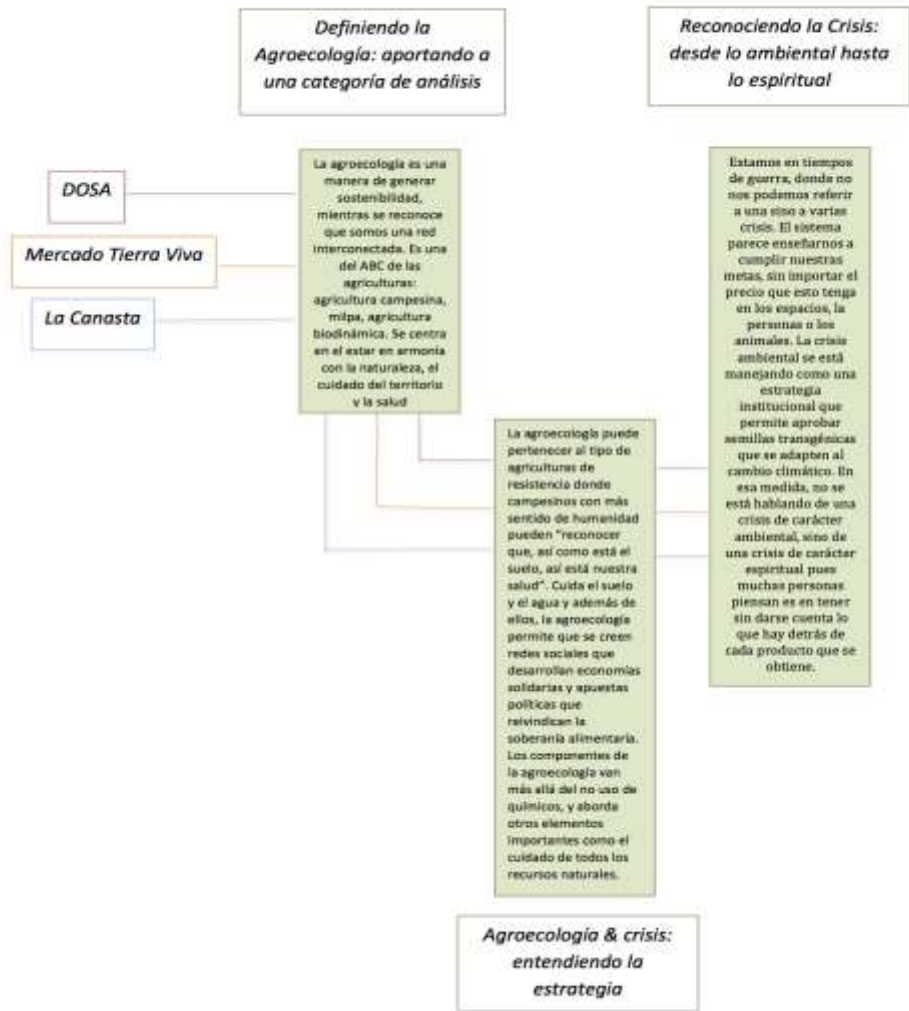 Definiendo la
Agroecología: aportando a
una categoría de análisis
Reconociendo la Crisis:
desde lo ambiental hasta
lo espiritual
DOSA
Mercado Tierra Viva
La Canasta
La agroecología es una
manera de generar
sostenibilidad,
mientras se reconoce
que somos una red
interconectada. Es una
del ABC de las
agriculturas:
agricultura campesina,
milpa, agricultura
biodinámica. Se centra
en el estar en armonía
con la naturaleza, el
cuidado del territorio
y la salud
Estamos en tiempos
de guerra, donde no
nos podemos referir
a una sino a varias
crisis. El sistema
parece enseñarnos a
cumplir nuestras
metas, sin importar el
precio que esto tenga
en los espacios, la
personas o los
animales. La crisis
ambiental se está
manejando como una
estrategia
institucional que
permite aprobar
semillas transgénicas
que se adapten al
cambio climático. En
esa medida, no se
está hablando de una
crisis de carácter
ambiental, sino de
una crisis de carácter
espiritual pues
muchas personas
piensan es en tener
sin darse cuenta lo
que hay detrás de
cada producto que se
obtiene.
La agroecología puede
pertenecer al tipo de
agriculturas de
resistencia donde
campesinos con más
sentido de humanidad
pueden "reconocer
que, así como está el
suelo, así está nuestra
salud". Cuida el suelo
y el agua y además de
ellos, la agroecología
permite que se creen
redes sociales que
desarrollan economías
solidarias y apuestas
políticas que
reivindican la
soberanía alimentaria.
Los componentes de
la agroecología van
más allá del no uso de
químicos, y aborda
otros elementos
importantes como el
cuidado de todos los
recursos naturales.
Agroecología & crisis:
entendiendo la
estrategia